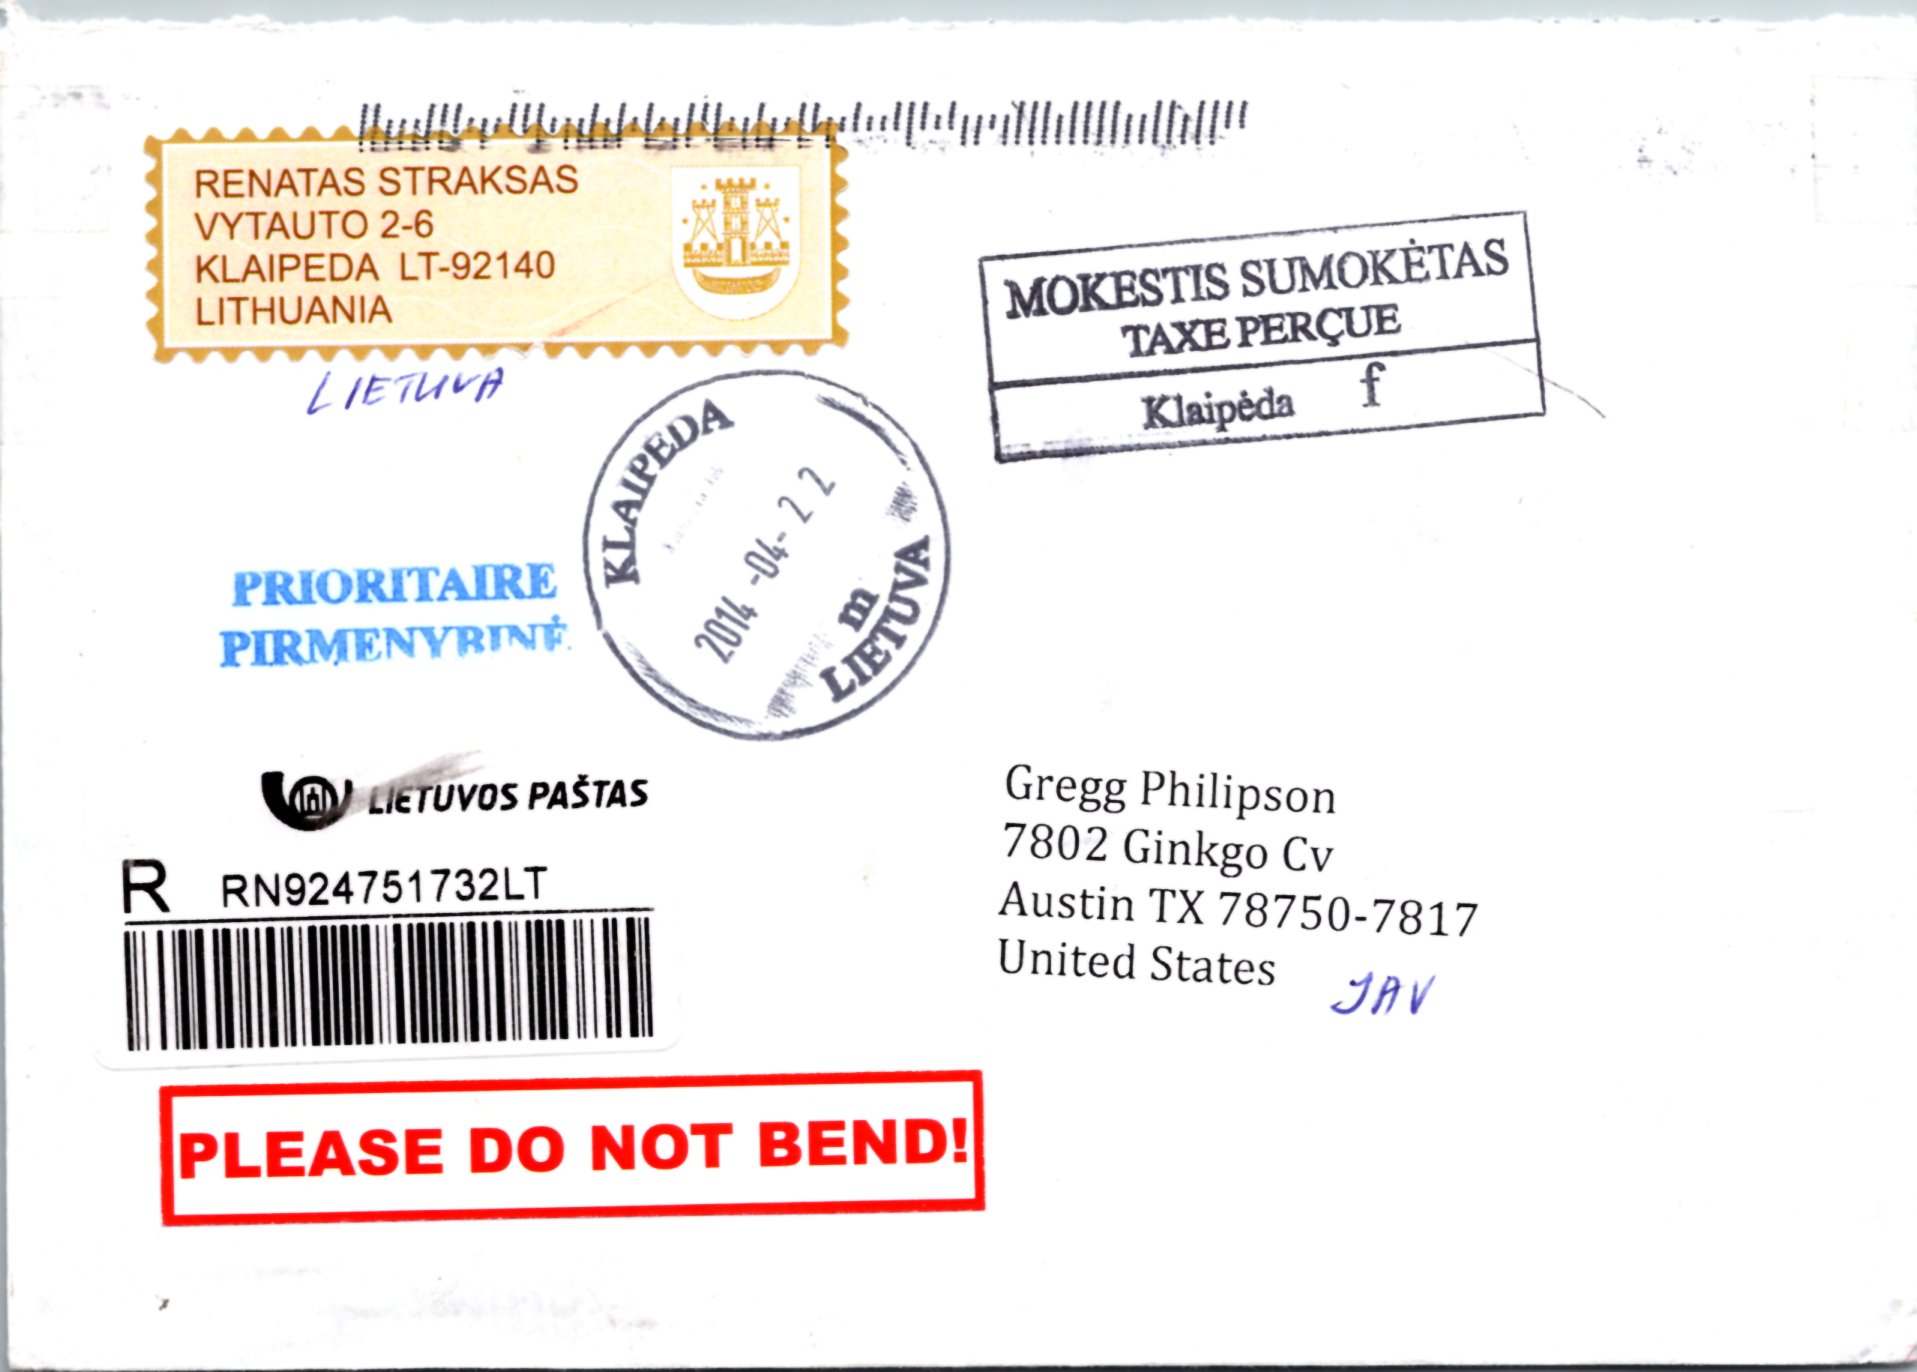 RENATAS STRAKSAS
VYTAUTO 2-6
KLAIPEDA LT-92140
LITHUANIA
LIETUVA
MOKESTIS SUMOKĖTAS
TAXE PERÇUE
Klaipėda f
KLAIPĖDA
2014-04-22
m
LIETUVA
PRIORITAIRE
PIRMENYBINĖ
LIETUVOS PAŠTAS
R RN924751732LT
Gregg Philipson
7802 Ginkgo Cv
Austin TX 78750-7817
United States
JAV
PLEASE DO NOT BEND!